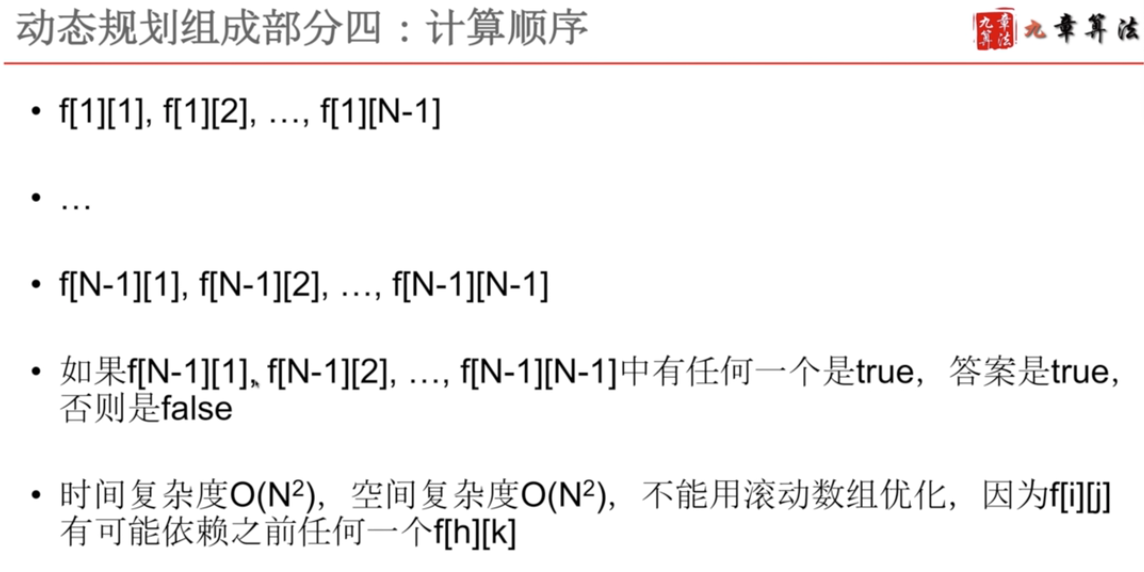 动态规划组成部分四：计算顺序
九章算法
九章算法
• f[1][1], f[1][2], …, f[1][N-1]
• …
• f[N-1][1], f[N-1][2], …, f[N-1][N-1]
• 如果f[N-1][1], f[N-1][2], …, f[N-1][N-1]中有任何一个是true，答案是true，
否则是false
• 时间复杂度O(N²)，空间复杂度O(N²)，不能用滚动数组优化，因为f[i][j]
有可能依赖之前任何一个f[h][k]